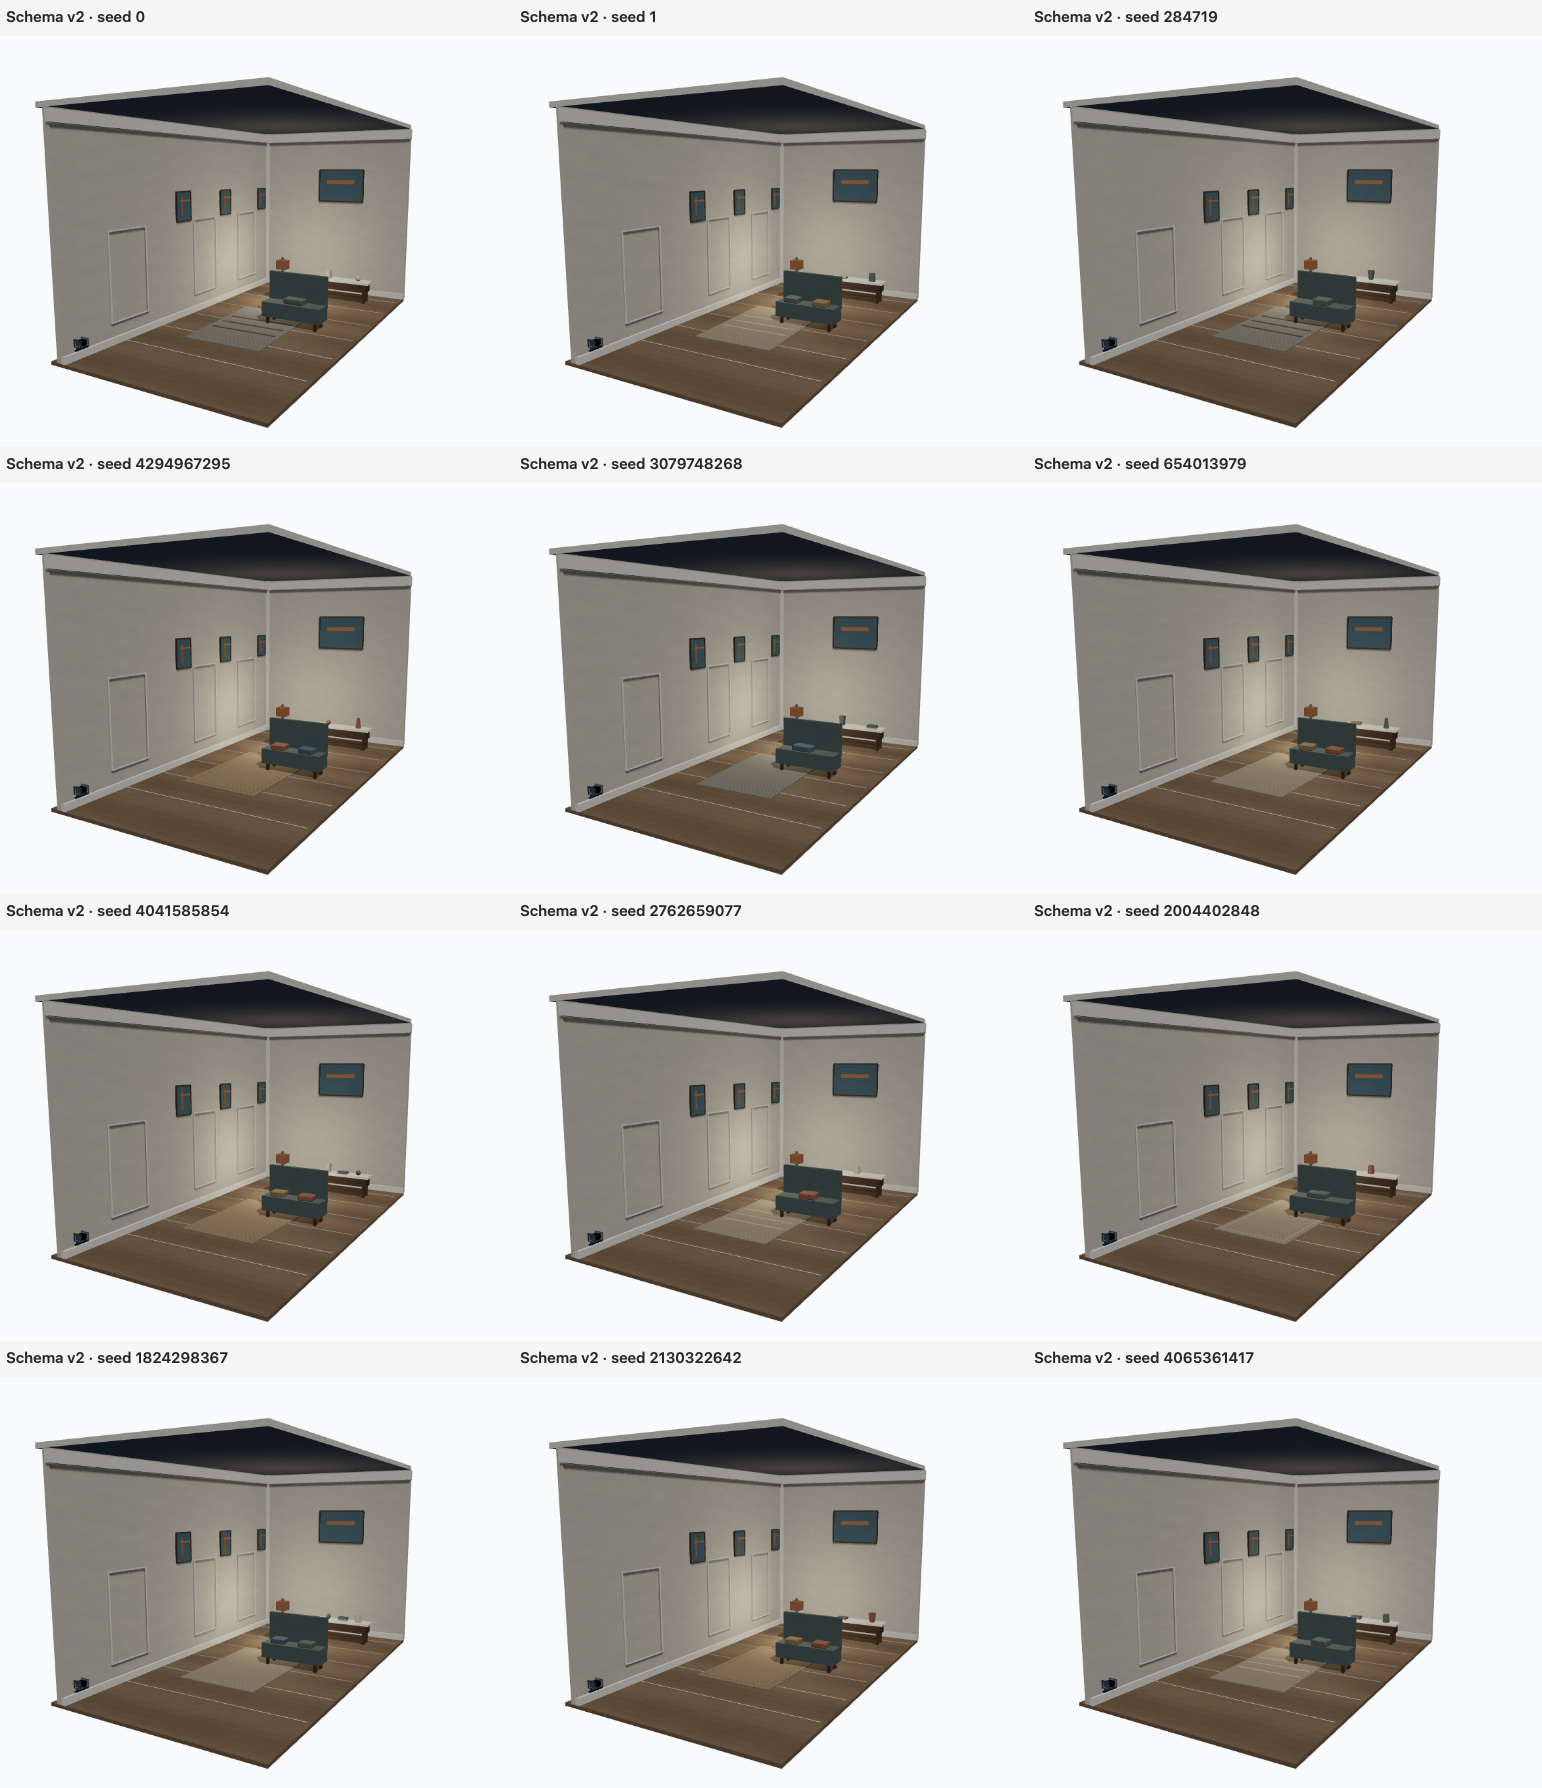 Schema v2 · seed 0
Schema v2 · seed 1
Schema v2 · seed 284719
Schema v2 · seed 4294967295
Schema v2 · seed 3079748268
Schema v2 · seed 654013979
Schema v2 · seed 4041585854
Schema v2 · seed 2762659077
Schema v2 · seed 2004402848
Schema v2 · seed 1824298367
Schema v2 · seed 2130322642
Schema v2 · seed 4065361417